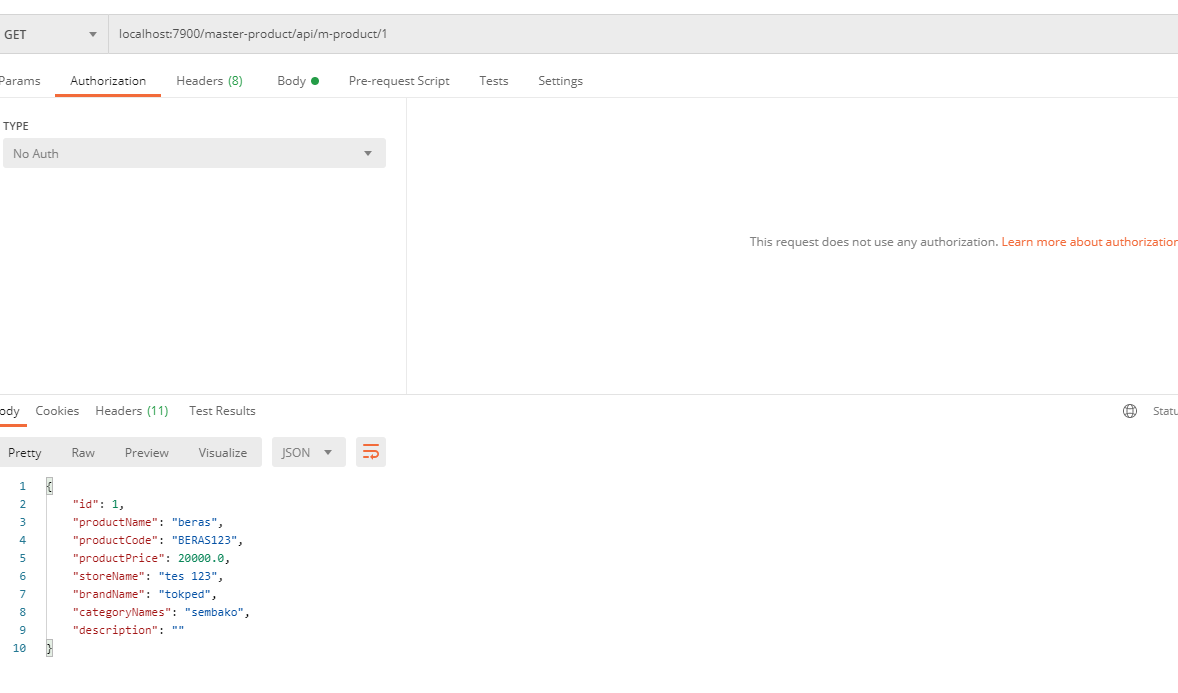 GET localhost:7900/master-product/api/m-product/1
Params Authorization Headers (8) Body Pre-request Script Tests Settings
TYPE
No Auth
This request does not use any authorization. Learn more about authorization
ody Cookies Headers (11) Test Results Statu
Pretty Raw Preview Visualize JSON
1 {
2 "id": 1,
3 "productName": "beras",
4 "productCode": "BERAS123",
5 "productPrice": 20000.0,
6 "storeName": "tes 123",
7 "brandName": "tokped",
8 "categoryNames": "sembako",
9 "description": ""
10 }